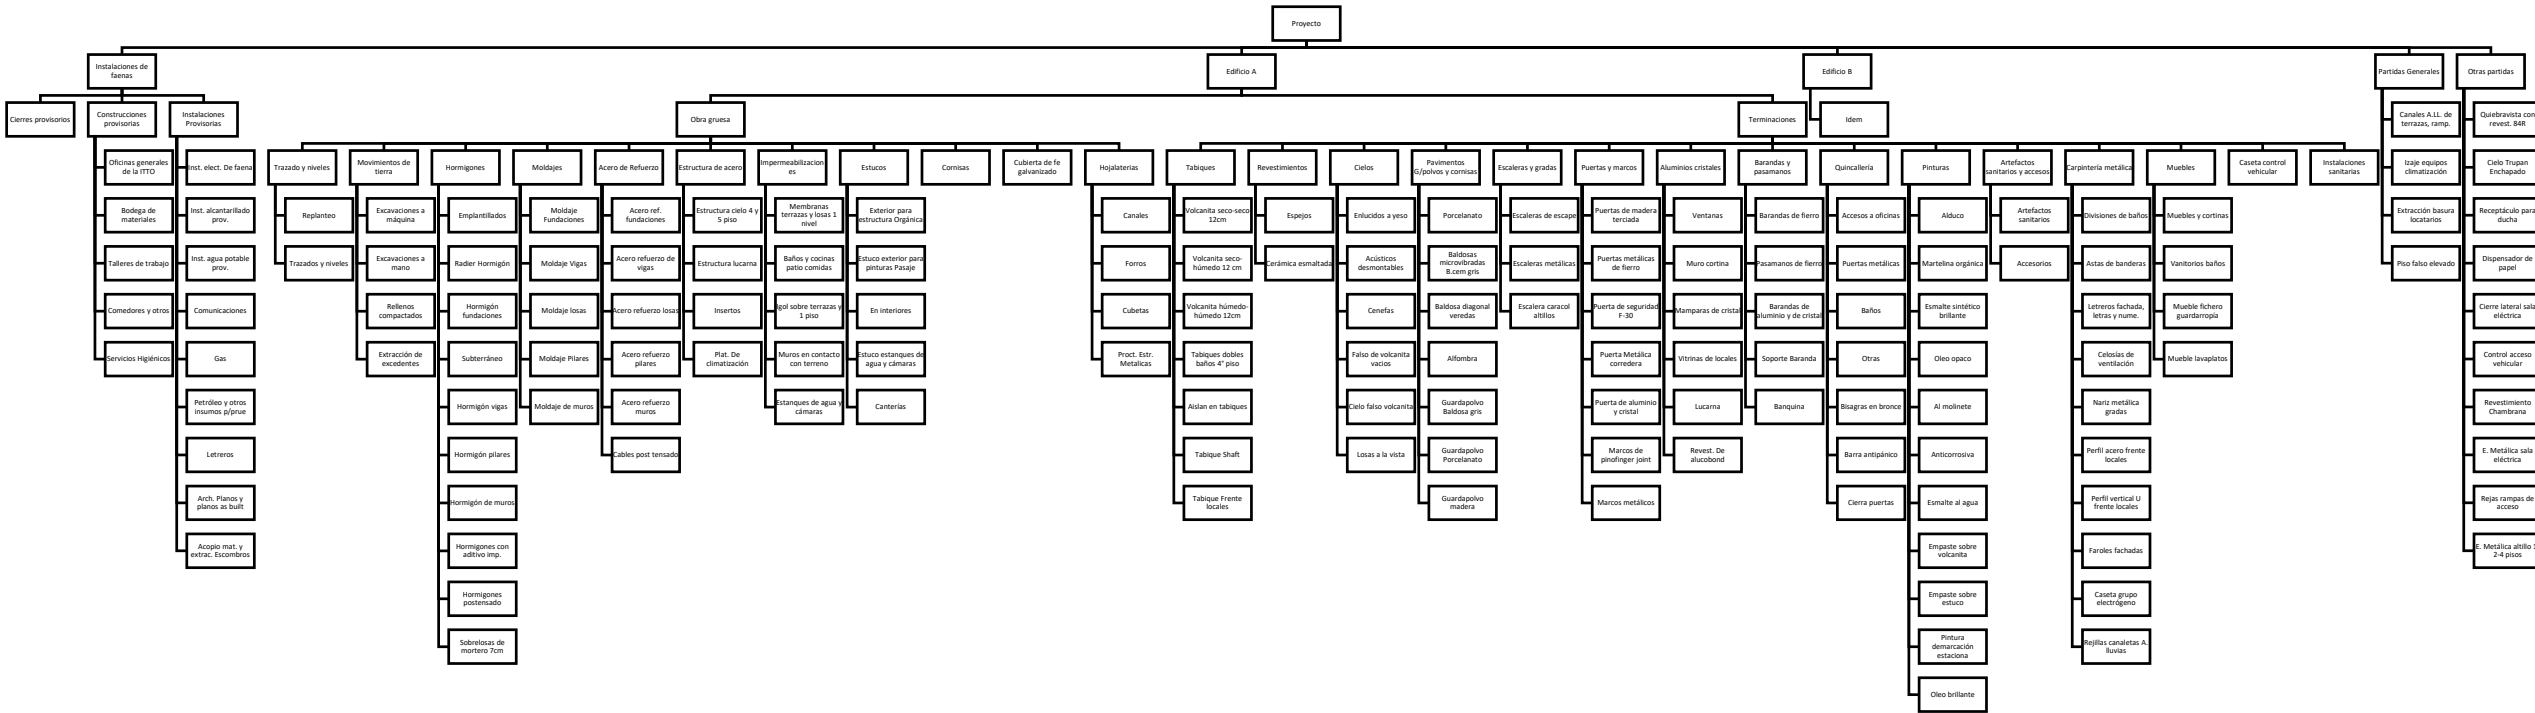 Proyecto
Instalaciones de
faenas
Edificio A
Edificio B
Partidas Generales
Otras partidas
Cierres provisorios
Construcciones
provisorias
Instalaciones
Provisorias
Obra gruesa
Terminaciones
Idem
Canales A.LL. de
terrazas, ramp.
Quiebravista con
revest. 84R
Oficinas generales
de la ITTO
Inst. elect. De faena
Trazado y niveles
Movimientos de
tierra
Hormigones
Moldajes
Acero de Refuerzo
Estructura de acero
Impermeabilizacion
es
Estucos
Cornisas
Cubierta de fe
galvanizado
Hojalaterias
Tabiques
Revestimientos
Cielos
Pavimentos
G/polvos y cornisas
Escaleras y gradas
Puertas y marcos
Aluminios cristales
Barandas y
pasamanos
Quincallería
Pinturas
Artefactos
sanitarios y accesos
Carpintería metálica
Muebles
Caseta control
vehicular
Instalaciones
sanitarias
Izaje equipos
climatización
Cielo Trupan
Enchapado
Bodega de
materiales
Inst. alcantarillado
prov.
Replanteo
Excavaciones a
máquina
Emplantillados
Moldaje
Fundaciones
Acero ref.
fundaciones
Estructura cielo 4 y
5 piso
Membranas
terrazas y losas 1
nivel
Exterior para
estructura Orgánica
Canales
Volcanita seco-seco
12cm
Espejos
Enlucidos a yeso
Porcelanato
Escaleras de escape
Puertas de madera
terciada
Ventanas
Barandas de fierro
Accesos a oficinas
Alduco
Artefactos
sanitarios
Divisiones de baños
Muebles y cortinas
Extracción basura
locatarios
Receptáculo para
ducha
Talleres de trabajo
Inst. agua potable
prov.
Trazados y niveles
Excavaciones a
mano
Radier Hormigón
Moldaje Vigas
Acero refuerzo de
vigas
Estructura lucarna
Baños y cocinas
patio comidas
Estuco exterior para
pinturas Pasaje
Forros
Volcanita seco-
húmedo 12 cm
Cerámica esmaltada
Acústicos
desmontables
Baldosas
microvibradas
B.cem gris
Escaleras metálicas
Puertas metálicas
de fierro
Muro cortina
Pasamanos de fierro
Puertas metálicas
Martelina orgánica
Accesorios
Astas de banderas
Vanitorios baños
Piso falso elevado
Dispensador de
papel
Comedores y otros
Comunicaciones
Rellenos
compactados
Hormigón
fundaciones
Moldaje losas
Acero refuerzo losas
Insertos
Igol sobre terrazas y
1 piso
En interiores
Cubetas
Volcanita húmedo-
húmedo 12cm
Cenefas
Baldosa diagonal
veredas
Escalera caracol
altillos
Puerta de seguridad
F-30
Mamparas de cristal
Barandas de
aluminio y de cristal
Baños
Esmalte sintético
brillante
Letreros fachada,
letras y nume.
Mueble fichero
guardarropía
Cierre lateral sala
eléctrica
Servicios Higiénicos
Gas
Extracción de
excedentes
Subterráneo
Moldaje Pilares
Acero refuerzo
pilares
Plat. De
climatización
Muros en contacto
con terreno
Estuco estanques de
agua y cámaras
Proct. Estr.
Metalicas
Tabiques dobles
baños 4° piso
Falso de volcanita
vacios
Alfombra
Puerta Metálica
corredera
Vitrinas de locales
Soporte Baranda
Otras
Oleo opaco
Celosías de
ventilación
Mueble lavaplatos
Control acceso
vehicular
Petróleo y otros
insumos p/prue
Hormigón vigas
Moldaje de muros
Acero refuerzo
muros
Estanques de agua y
cámaras
Canterías
Aislan en tabiques
Cielo falso volcanita
Guardapolvo
Baldosa gris
Puerta de aluminio
y cristal
Lucarna
Banquina
Bisagras en bronce
Al molinete
Nariz metálica
gradas
Revestimiento
Chambrana
Letreros
Hormigón pilares
Cables post tensado
Tabique Shaft
Losas a la vista
Guardapolvo
Porcelanato
Marcos de
pinofinger joint
Revest. De
alucobond
Barra antipánico
Anticorrosiva
Perfil acero frente
locales
E. Metálica sala
eléctrica
Arch. Planos y
planos as built
Hormigón de muros
Tabique Frente
locales
Guardapolvo
madera
Marcos metálicos
Cierra puertas
Esmalte al agua
Perfil vertical U
frente locales
Rejas rampas de
acceso
Acopio mat. y
extrac. Escombros
Hormigones con
aditivo imp.
Empaste sobre
volcanita
Faroles fachadas
E. Metálica altillo
2-4 pisos
Hormigones
postensado
Empaste sobre
estuco
Caseta grupo
electrógeno
Sobrelosas de
mortero 7cm
Pintura
demarcación
estaciona
Rejillas canaletas A.
lluvias
Oleo brillante